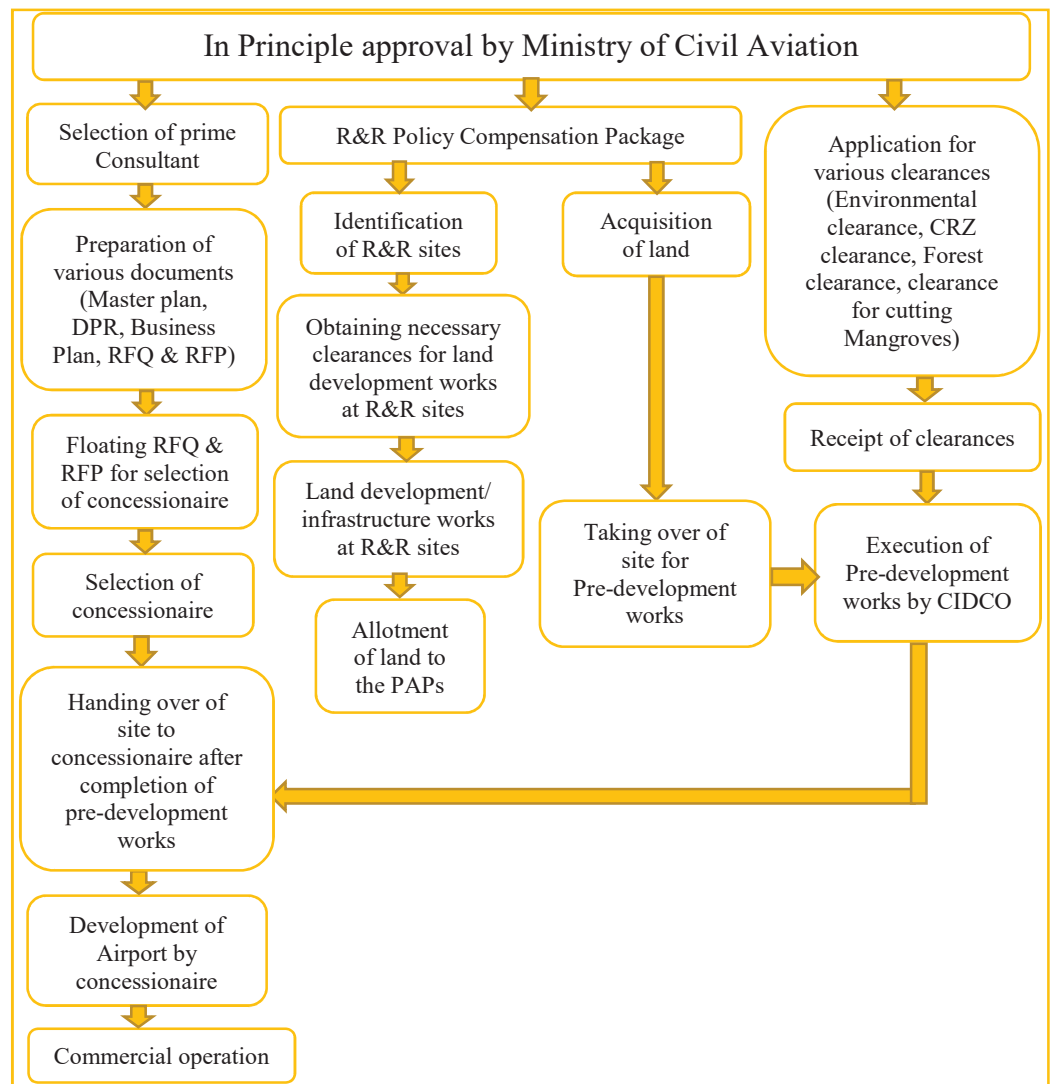 In Principle approval by Ministry of Civil Aviation
Selection of prime
Consultant
Preparation of
various documents
(Master plan,
DPR, Business
Plan, RFQ & RFP)
Floating RFQ &
RFP for selection
of concessionaire
Selection of
concessionaire
Handing over of
site to
concessionaire after
completion of
pre-development
works
Development of
Airport by
concessionaire
Commercial operation
R&R Policy Compensation Package
Identification
of R&R sites
Obtaining necessary
clearances for land
development works
at R&R sites
Land development/
infrastructure works
at R&R sites
Allotment
of land to
the PAPs
Acquisition
of land
Taking over of
site for
Pre-development
works
Application for
various clearances
(Environmental
clearance, CRZ
clearance, Forest
clearance, clearance
for cutting
Mangroves)
Receipt of clearances
Execution of
Pre-development
works by CIDCO